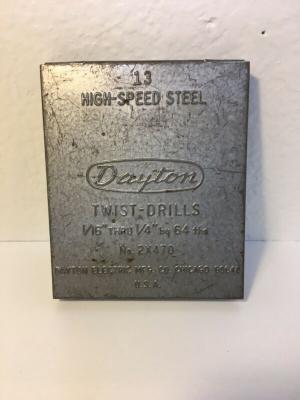 13
HIGH-SPEED STEEL
Dayton
TWIST-DRILLS
1/16" THRU 1/4" by 64 ths
No. 2X470
DAYTON ELECTRIC MFG. CO. CHICAGO 60648
U.S.A.